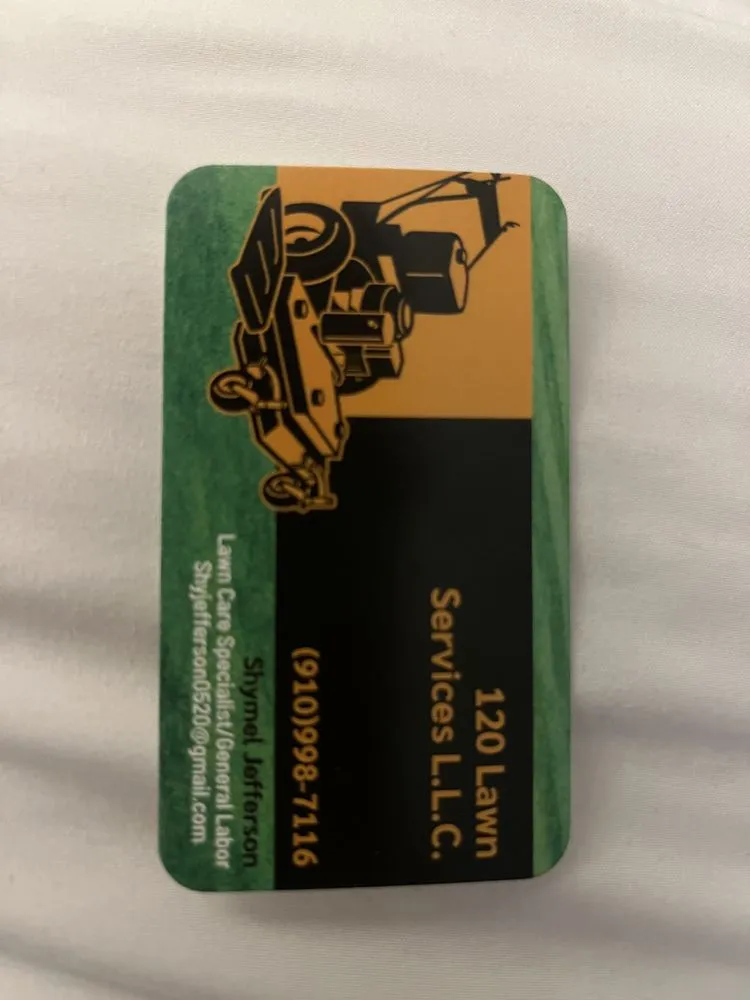 120 Lawn
Services L.L.C.
(910)998-7116
Shymel Jefferson
Lawn Care Specialist/General Labor
Shyjefferson0520@gmail.com